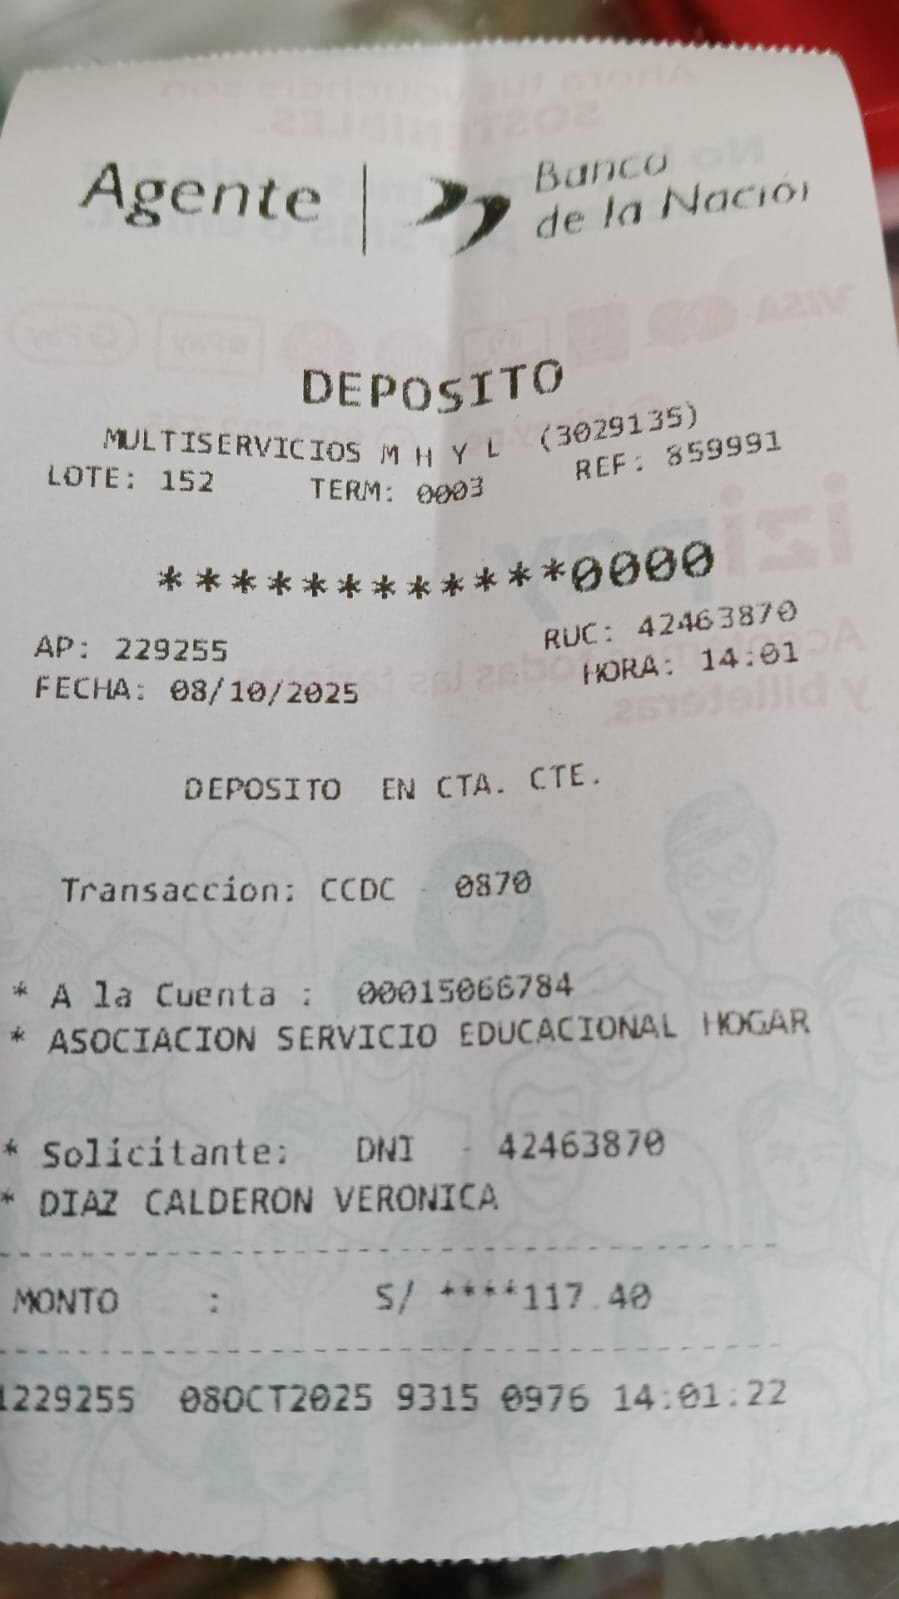 Agente | Banco
de la Nación
DEPOSITO
MULTISERVICIOS M H Y L (3029135)
LOTE: 152 TERM: 0003 REF: 859991
************0000
AP: 229255 RUC: 42463870
FECHA: 08/10/2025 HORA: 14:01
DEPOSITO EN CTA. CTE.
Transaccion: CCDC - 0870
* A la Cuenta : 00015066784
* ASOCIACION SERVICIO EDUCACIONAL HOGAR
* Solicitante: DNI - 42463870
* DIAZ CALDERON VERONICA
MONTO : S/ ****117.40
1229255 08OCT2025 9315 0976 14:01:22